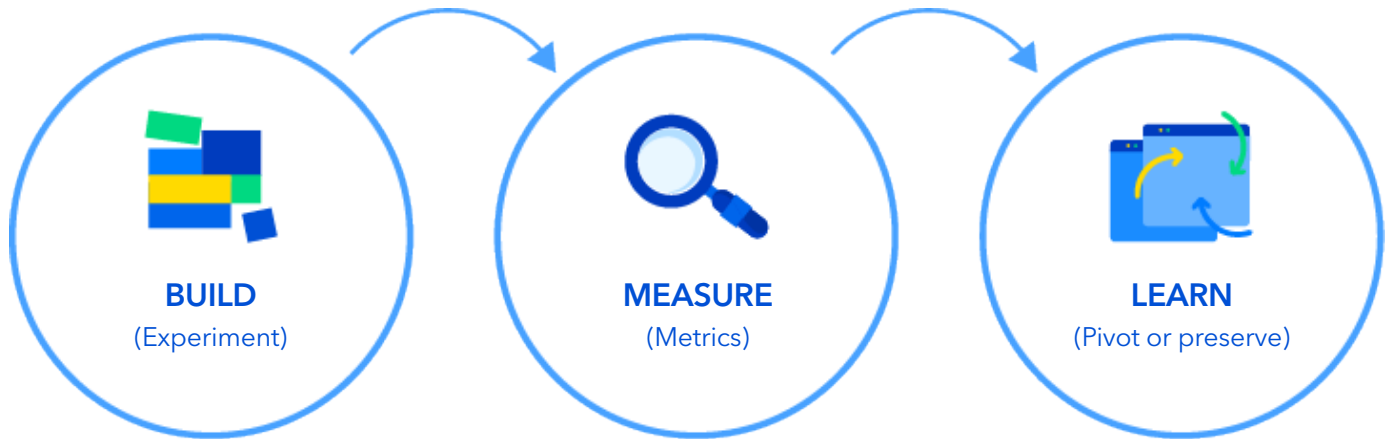 BUILD
(Experiment)
MEASURE
(Metrics)
LEARN
(Pivot or preserve)